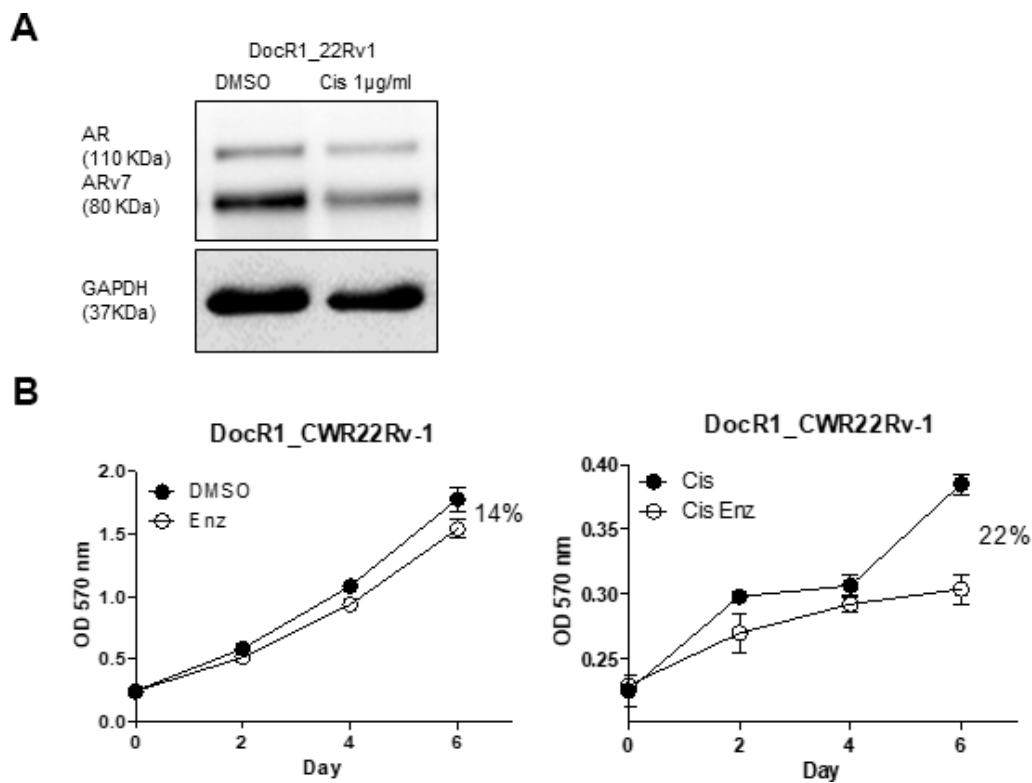 A
DocR1_22Rv1
DMSO Cis 1µg/ml
AR
(110 KDa)
ARv7
(80 KDa)
GAPDH
(37KDa)
B
DocR1_CWR22Rv-1
2.0
1.5
1.0
0.5
0.0
OD 570 nm
DMSO
Enz
14%
0 2 4 6
Day
DocR1_CWR22Rv-1
0.40
0.35
0.30
0.25
OD 570 nm
Cis
Cis Enz
22%
0 2 4 6
Day